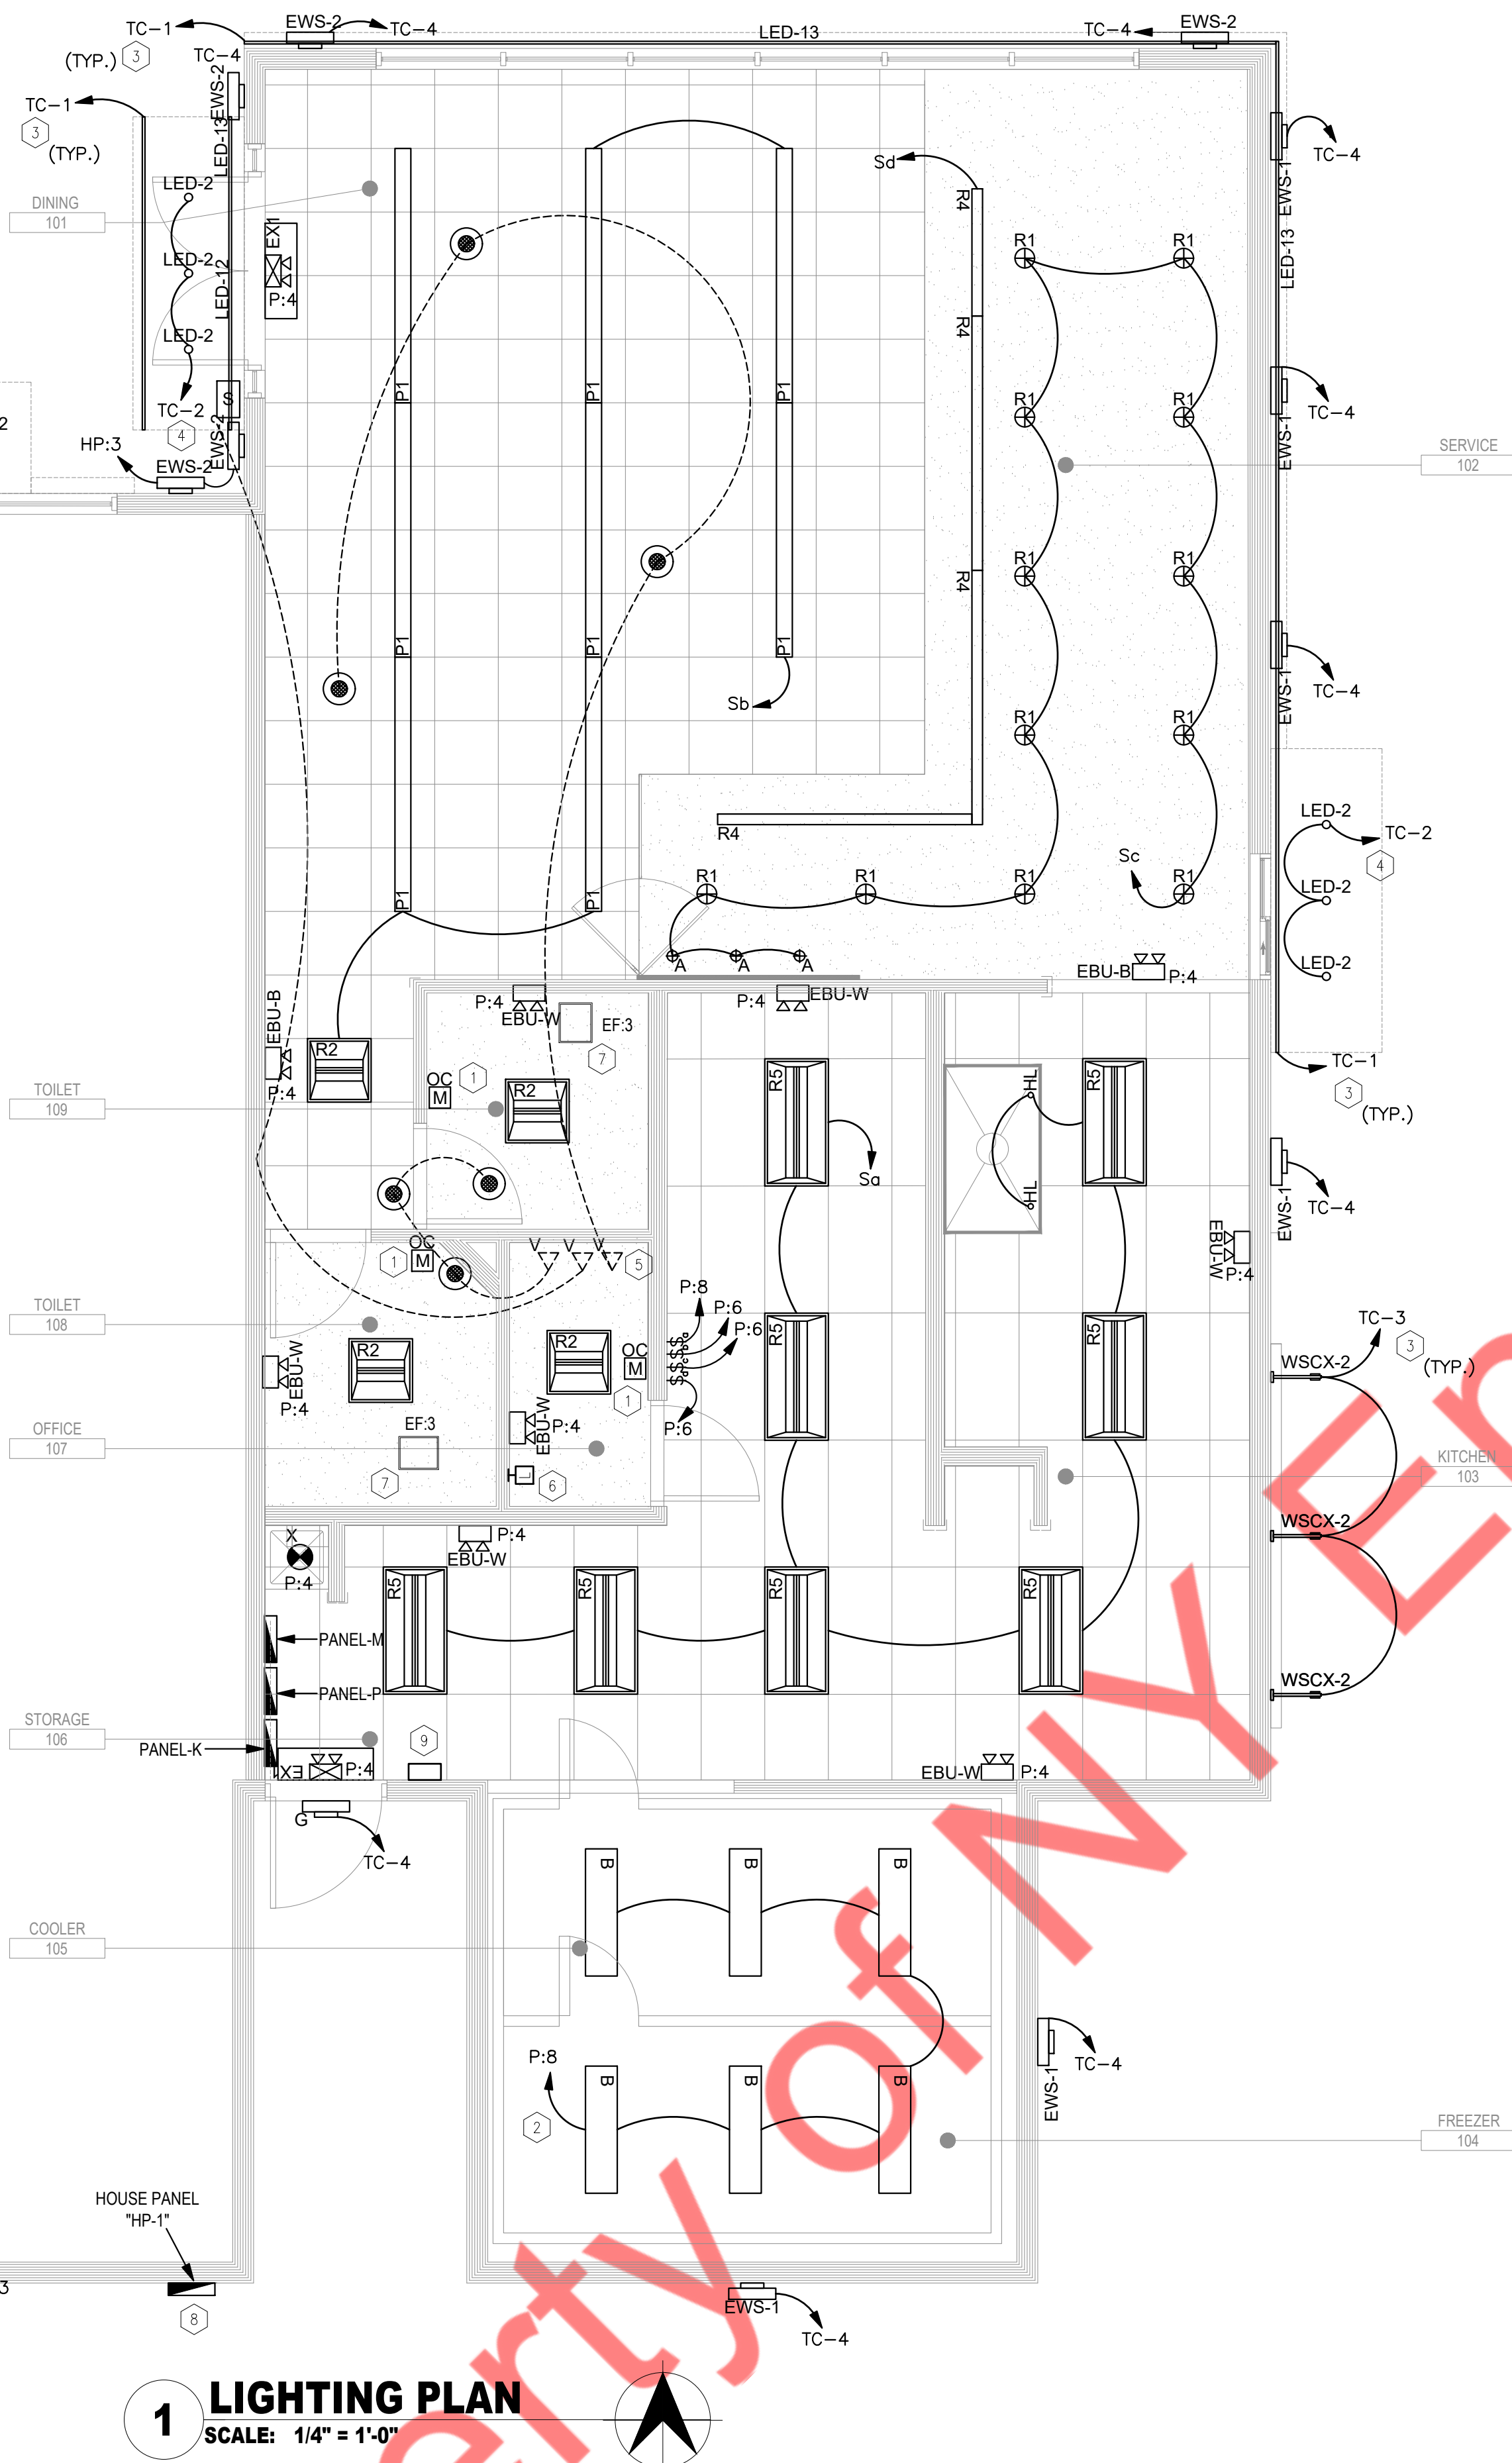 TC-1
EWS-2
TC-4
LED-13
TC-4
EWS-2
(TYP.)
3
TC-4
EWS-2
TC-1
3
(TYP.)
LED-13
EWS-1
TC-4
Sd
DINING
101
LED-2
R4
EX1
R1
R1
LED-13
LED-2
LED-12
P:4
R4
LED-2
P1
P1
P1
EWS-1
TC-4
S
TC-2
4
R1
R1
2
HP:3
EWS-2
EWS-2
SERVICE
102
R4
R1
R1
P1
P1
P1
EWS-1
TC-4
Sb
R1
R1
R4
LED-2
TC-2
4
Sc
P1
P1
R1
R1
R1
R1
LED-2
A
A
A
EBU-B
P:4
LED-2
EBU-B
P:4
EBU-W
P:4
EBU-W
EF:3
7
R2
P:4
OC
M
1
R2
R5
HL
R5
TC-1
3
(TYP.)
TOILET
109
Sa
HL
EWS-1
TC-4
EBU-W
P:4
OC
M
1
V
V
V
5
P:8
P:6
P:6
TOILET
108
R2
R2
OC
M
$a
$b
$c
$d
R5
R5
TC-3
3
(TYP.)
WSCX-2
EBU-W
P:4
1
P:6
EF:3
EBU-W
P:4
OFFICE
107
7
L
6
KITCHEN
103
X
P:4
P:4
EBU-W
WSCX-2
R5
R5
R5
R5
PANEL-M
PANEL-P
WSCX-2
STORAGE
106
PANEL-K
EX1
P:4
9
EBU-W
P:4
G
TC-4
B
B
B
COOLER
105
P:8
2
B
B
B
EWS-1
TC-4
FREEZER
104
HOUSE PANEL
"HP-1"
3
8
EWS-1
TC-4
1
LIGHTING PLAN
SCALE: 1/4" = 1'-0"
erty of NY En